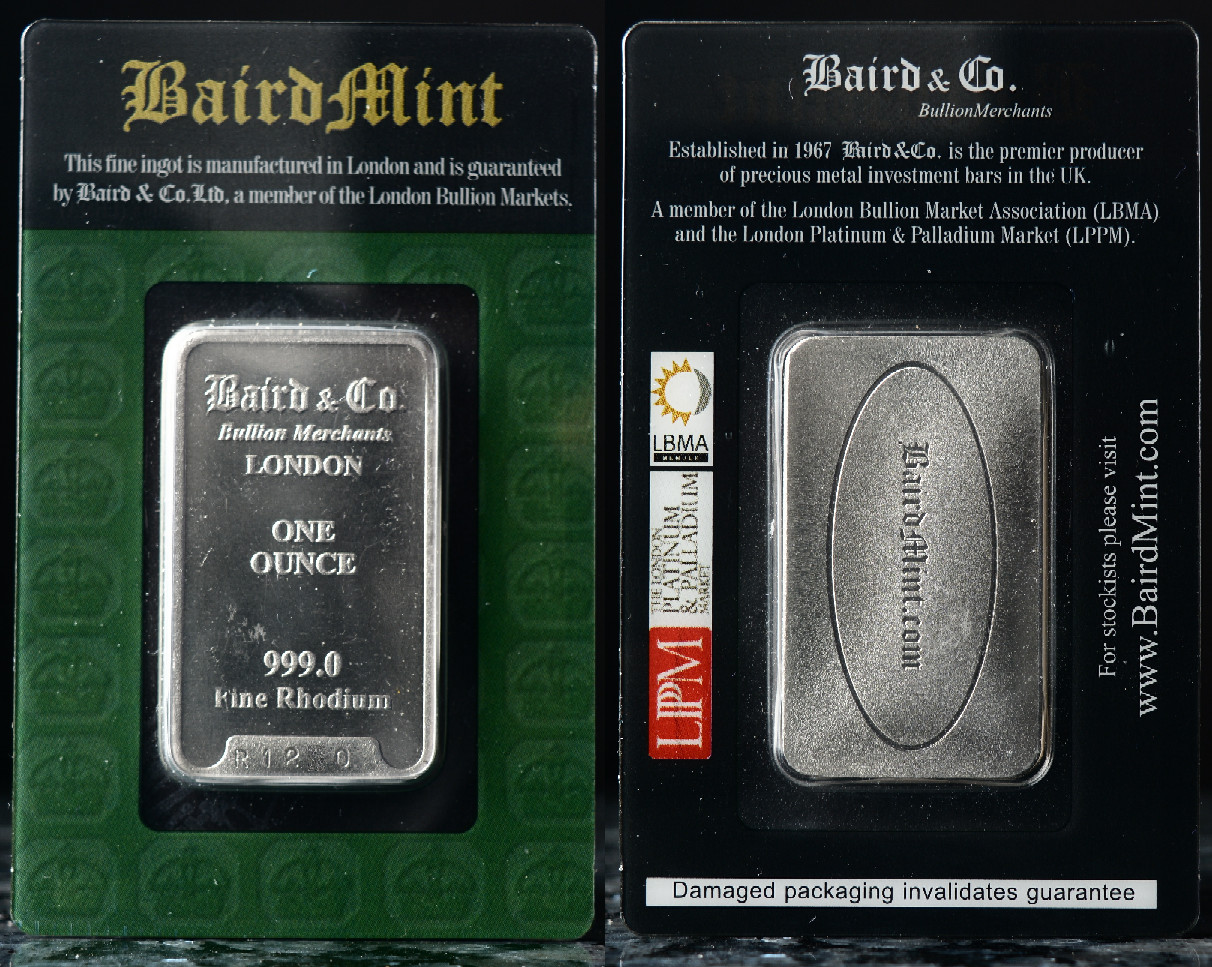 BairdMint
This fine ingot is manufactured in London and is guaranteed
by Baird & Co. Ltd, a member of the London Bullion Markets.
Baird & Co
Bullion Merchants
LONDON
ONE
OUNCE
999.0
Fine Rhodium
R12 0
Baird & Co.
BullionMerchants
Established in 1967 Baird &Co. is the premier producer
of precious metal investment bars in the UK.
A member of the London Bullion Market Association (LBMA)
and the London Platinum & Palladium Market (LPPM).
LBMA
MEMBER
THE LONDON
PLATINUM
& PALLADIUM
MARKET
LPPM
BairdMint.com
For stockists please visit
www.BairdMint.com
Damaged packaging invalidates guarantee